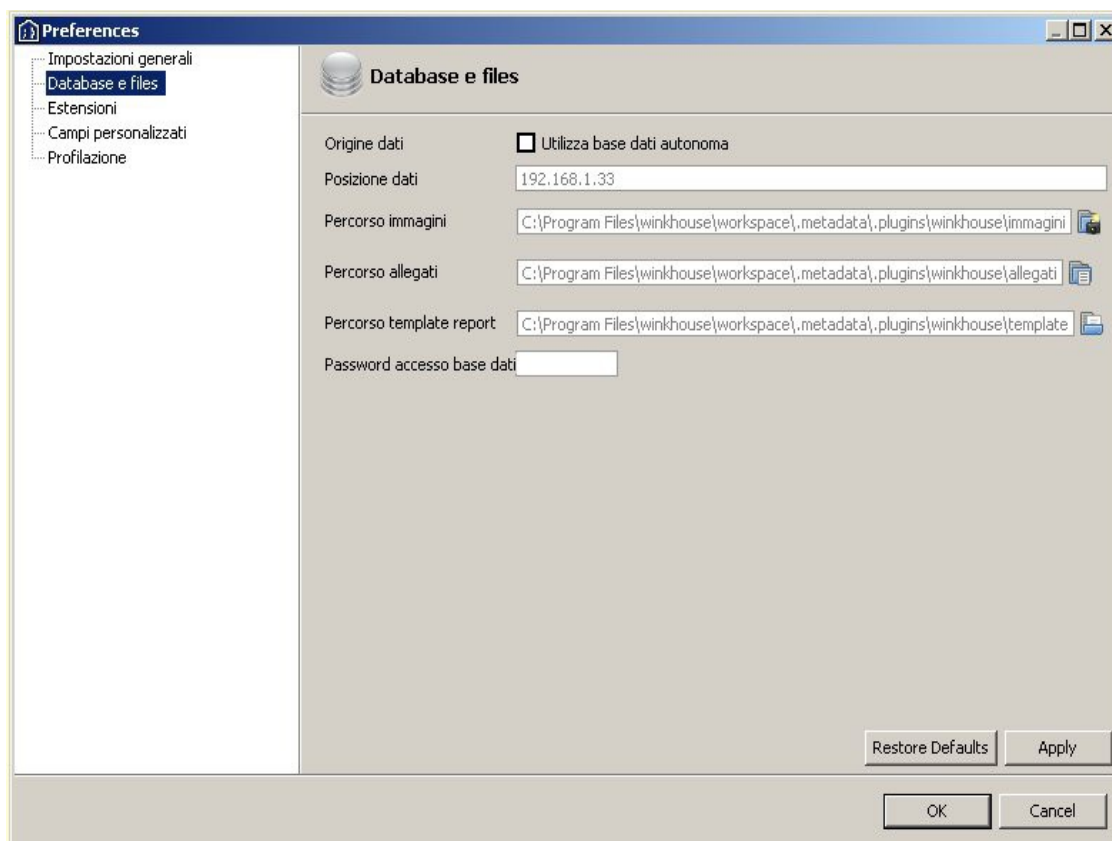 Preferences
Impostazioni generali
Database e files
Estensioni
Campi personalizzati
Profilazione
Database e files
Origine dati
Utilizza base dati autonoma
Posizione dati
192.168.1.33
Percorso immagini
C:\Program Files\winkhouse\workspace\.metadata\.plugins\winkhouse\immagini
Percorso allegati
C:\Program Files\winkhouse\workspace\.metadata\.plugins\winkhouse\allegati
Percorso template report
C:\Program Files\winkhouse\workspace\.metadata\.plugins\winkhouse\template
Password accesso base dati
Restore Defaults
Apply
OK
Cancel